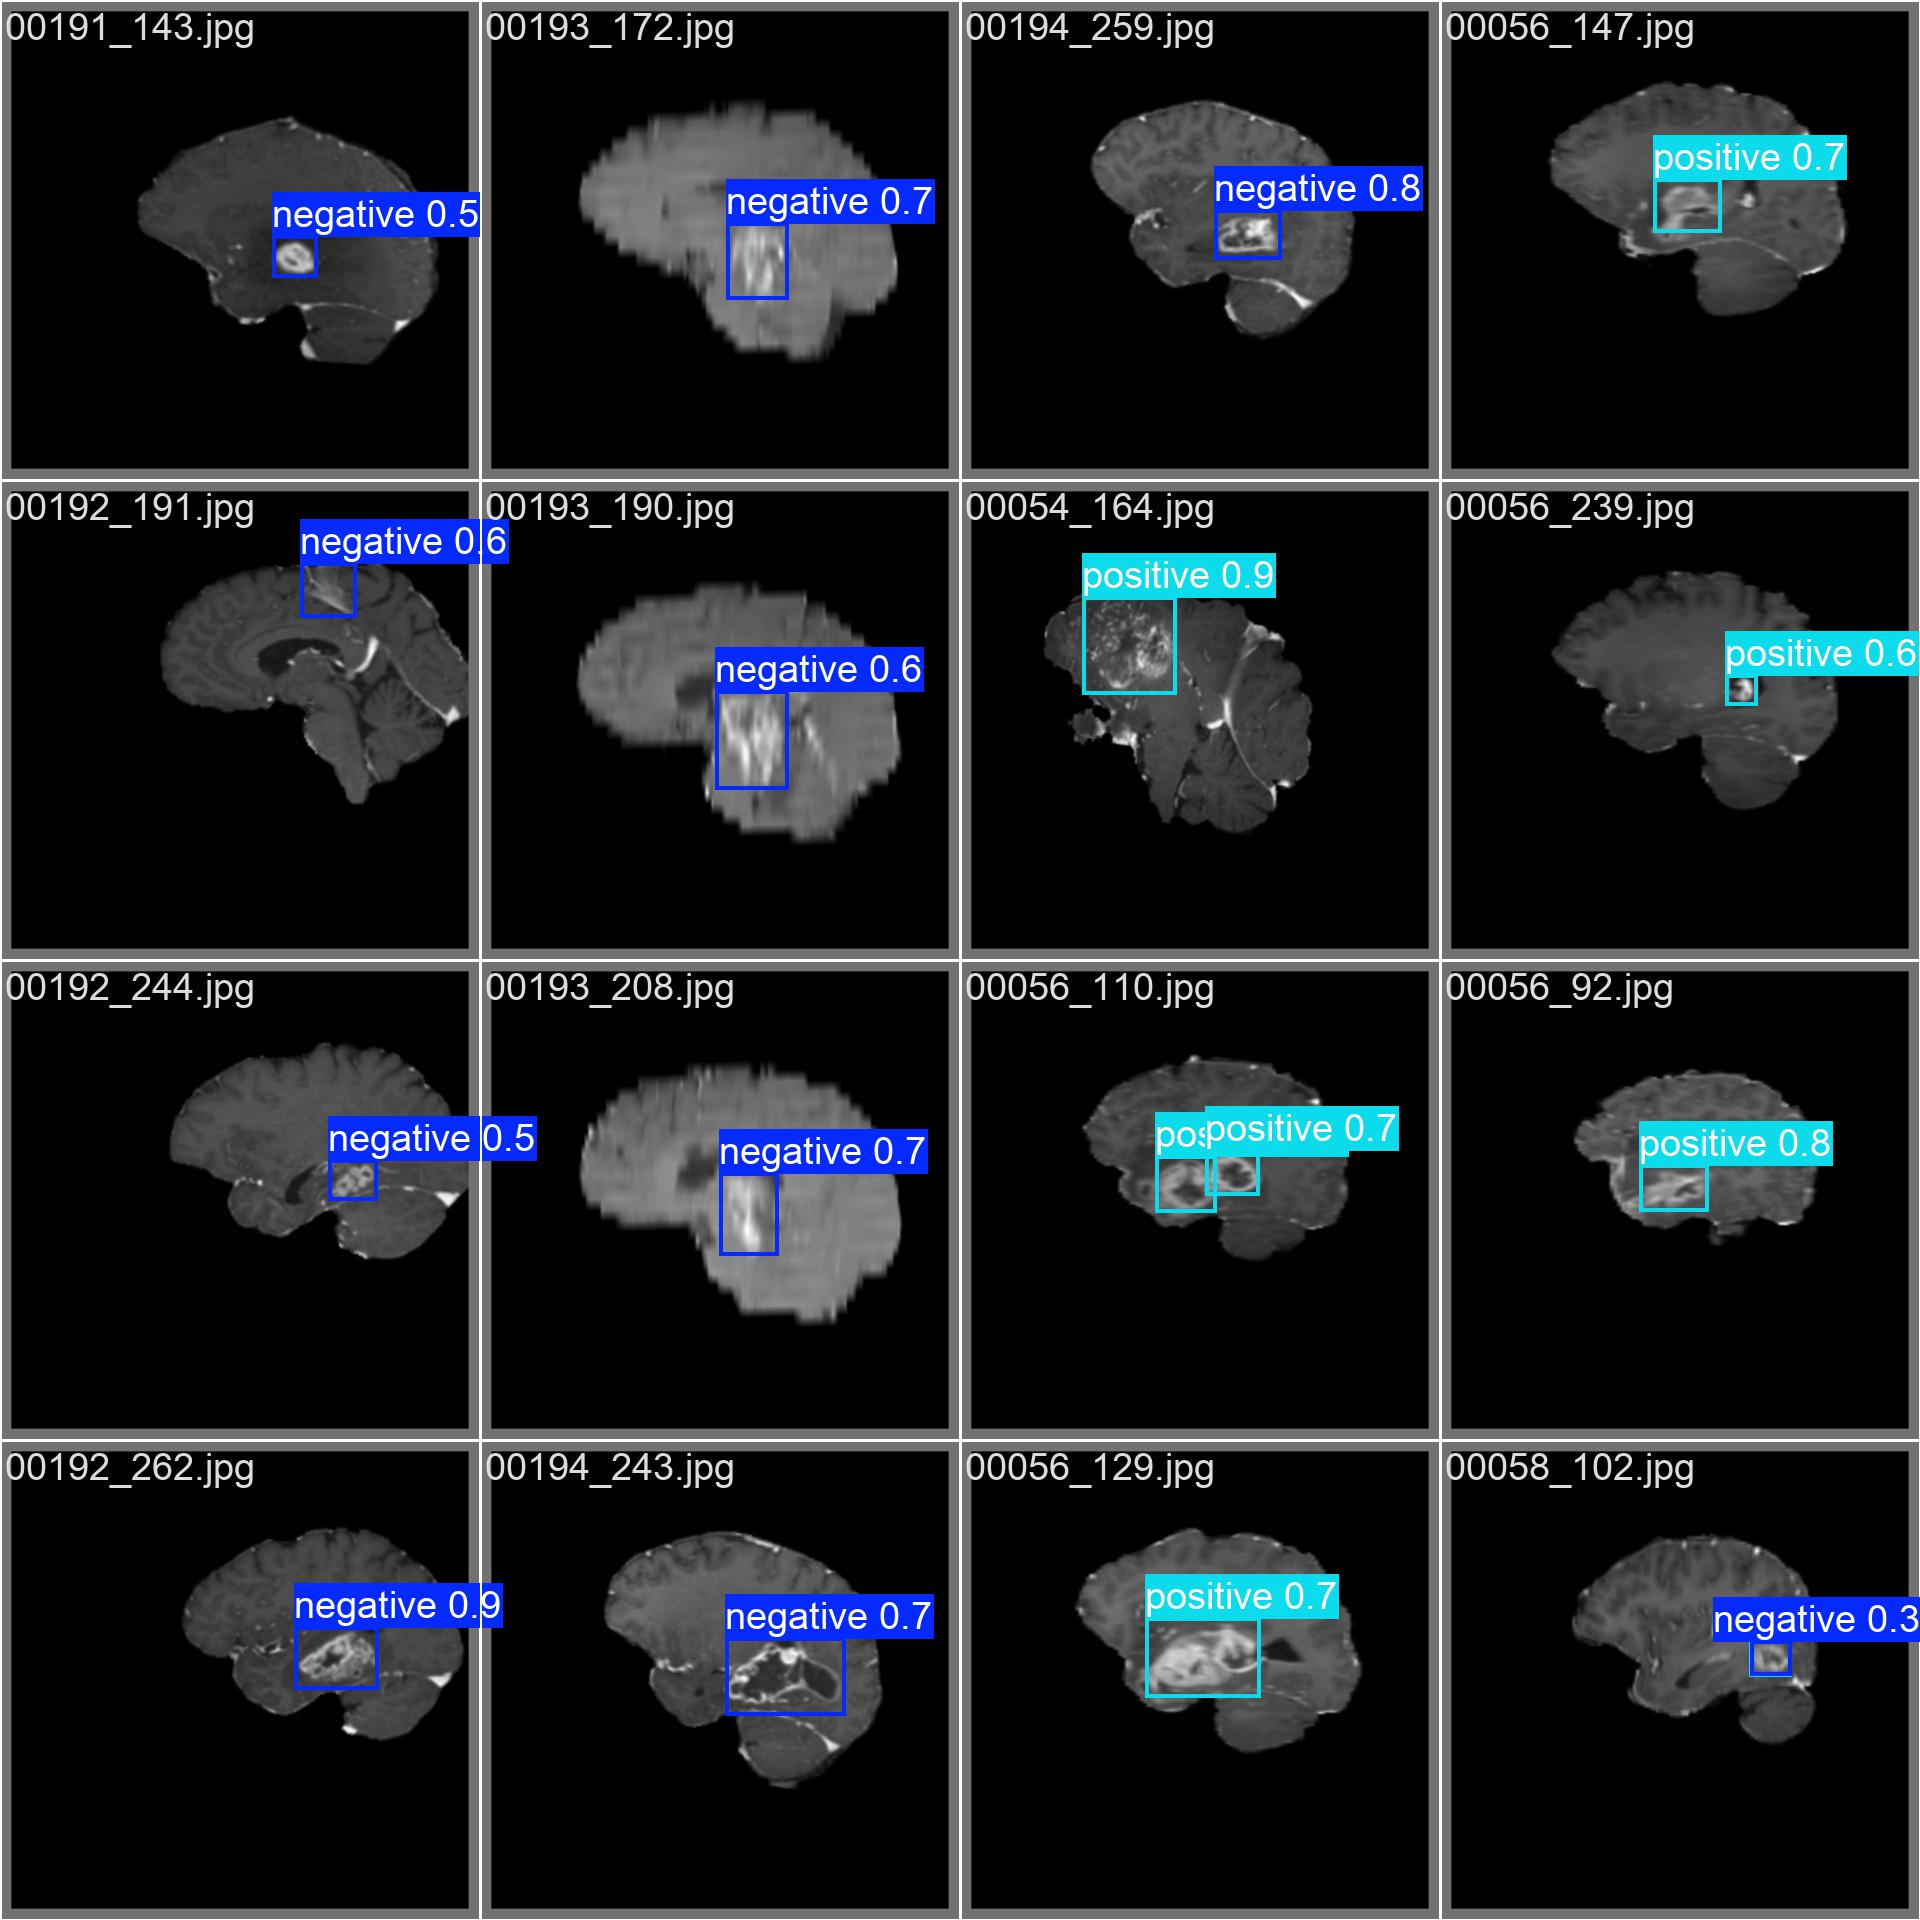 00191_143.jpg
negative 0.5
00193_172.jpg
negative 0.7
00194_259.jpg
negative 0.8
00056_147.jpg
positive 0.7
00192_191.jpg
negative 0.6
00193_190.jpg
negative 0.6
00054_164.jpg
positive 0.9
00056_239.jpg
positive 0.6
00192_244.jpg
negative 0.5
00193_208.jpg
negative 0.7
00056_110.jpg
pos
positive 0.7
00056_92.jpg
positive 0.8
00192_262.jpg
negative 0.9
00194_243.jpg
negative 0.7
00056_129.jpg
positive 0.7
00058_102.jpg
negative 0.3